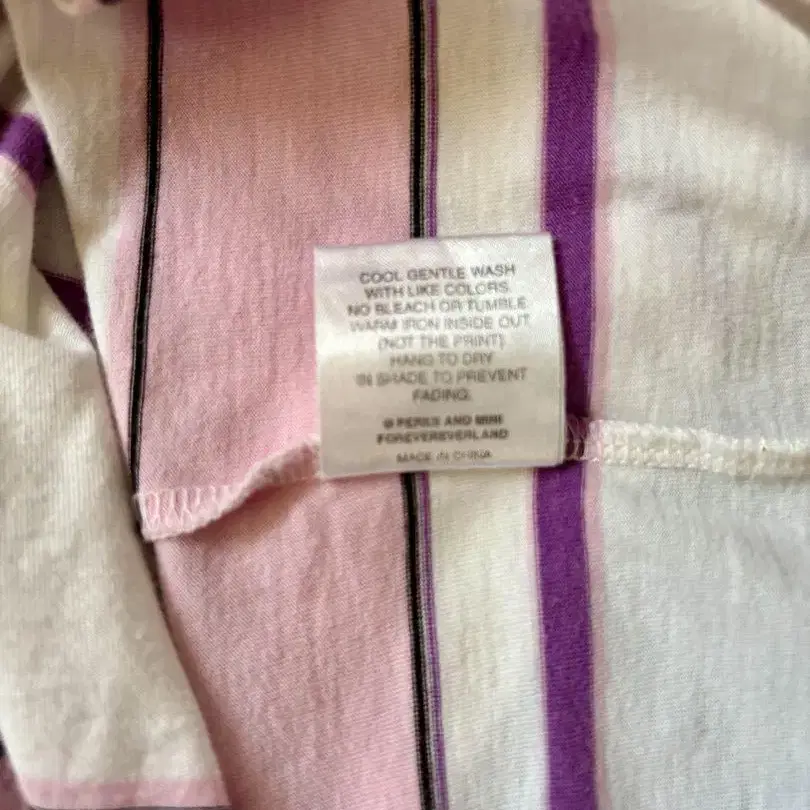 COOL GENTLE WASH
WITH LIKE COLORS.
NO BLEACH OR TUMBLE.
WARM IRON INSIDE OUT
(NOT THE PRINT)
HANG TO DRY
IN SHADE TO PREVENT
FADING.
© PERKS AND MINI
FOREVEREVERLAND
MADE IN CHINA